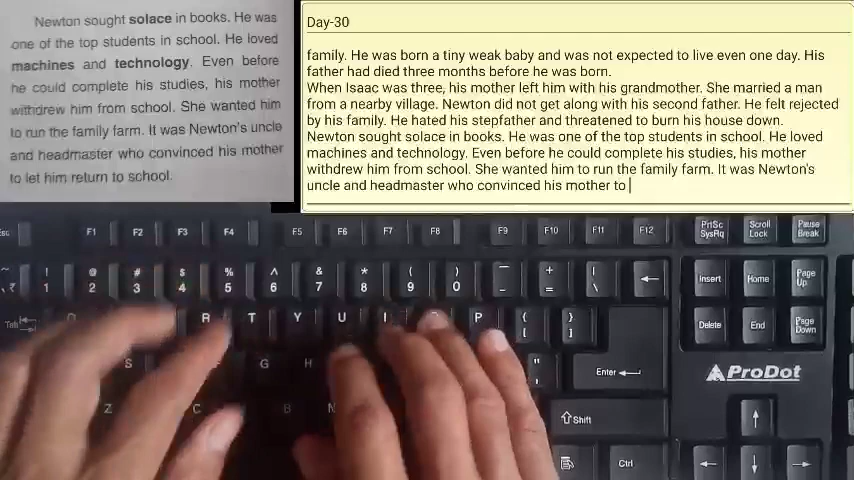 Newton sought solace in books. He was
one of the top students in school. He loved
machines and technology. Even before
he could complete his studies, his mother
withdrew him from school. She wanted him
to run the family farm. It was Newton's uncle
and headmaster who convinced his mother
to let him return to school.
Day-30
family. He was born a tiny weak baby and was not expected to live even one day. His
father had died three months before he was born.
When Isaac was three, his mother left him with his grandmother. She married a man
from a nearby village. Newton did not get along with his second father. He felt rejected
by his family. He hated his stepfather and threatened to burn his house down.
Newton sought solace in books. He was one of the top students in school. He loved
machines and technology. Even before he could complete his studies, his mother
withdrew him from school. She wanted him to run the family farm. It was Newton's
uncle and headmaster who convinced his mother to
Esc F1 F2 F3 F4 F5 F6 F7 F8 F9 F10 F11 F12 PrtSc SysRq Scroll Lock Pause Break
~ ! @ # $ % ^ & * ( ) _ + | Insert Home Page Up
` ₹ 1 2 3 4 5 6 7 8 9 0 - = \
Tab R T Y U I P { [ } ] Delete End Page Down
S G H " ' Enter ProDot
Z C B N Shift
Ctrl